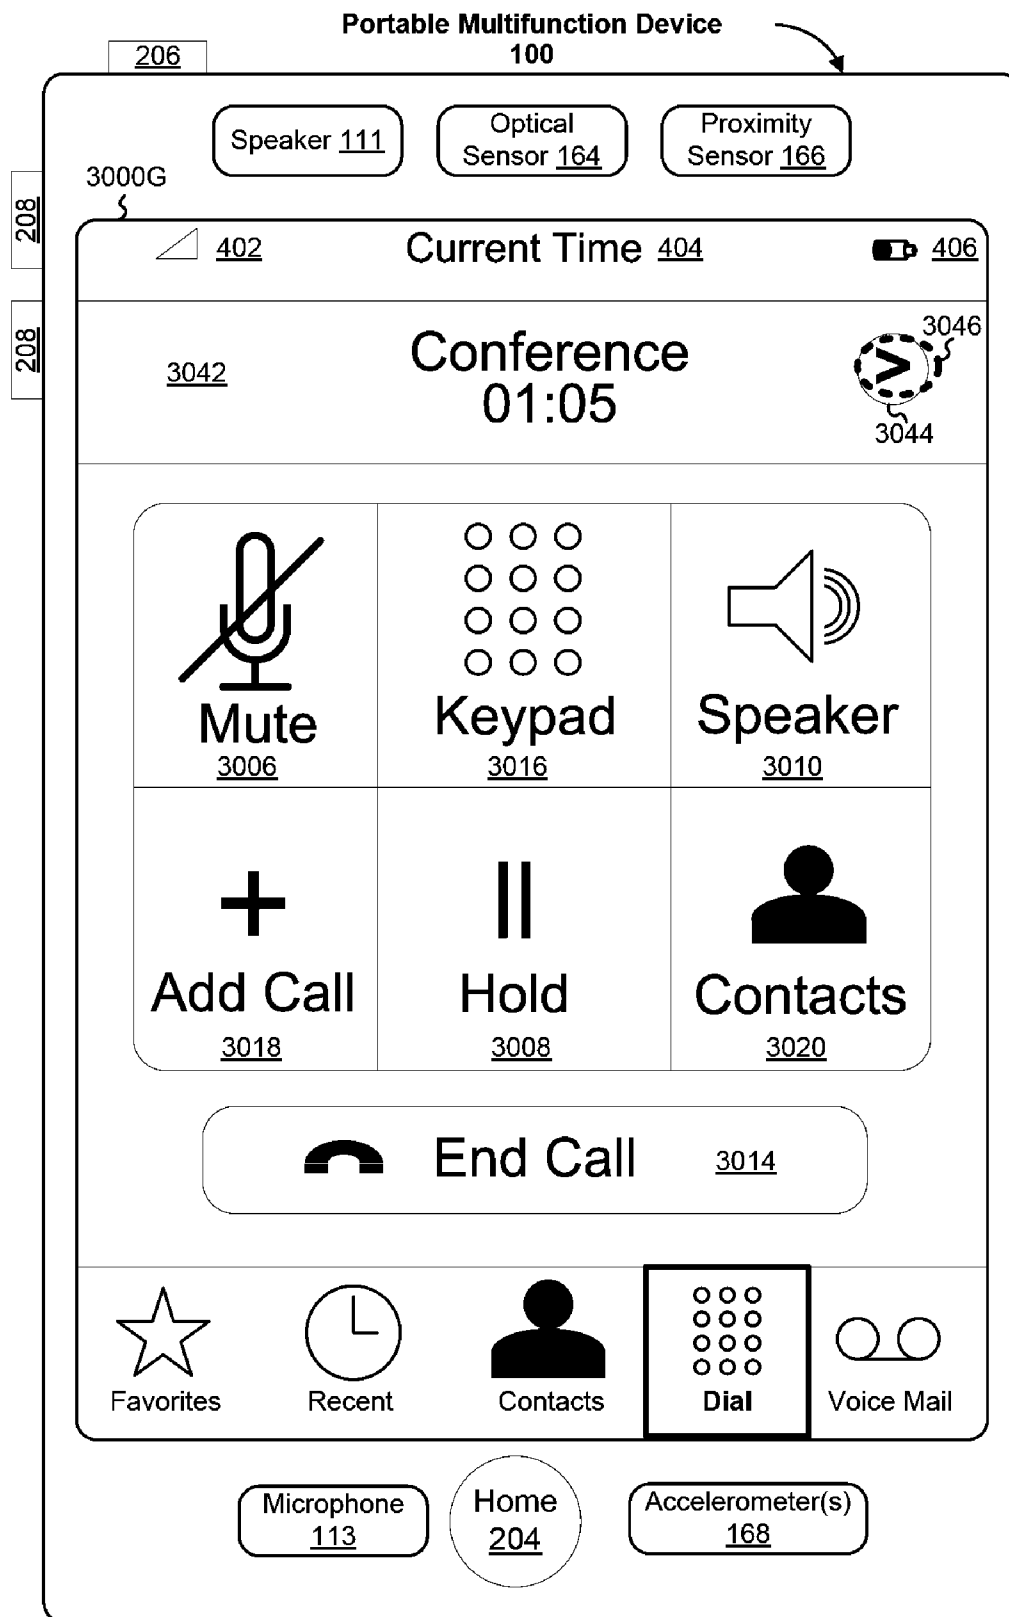 Portable Multifunction Device
100
206
Speaker 111
Optical
Sensor 164
Proximity
Sensor 166
3000G
208
208
402
Current Time 404
406
3042
Conference
01:05
>
3046
3044
Mute
3006
Keypad
3016
Speaker
3010
Add Call
3018
Hold
3008
Contacts
3020
End Call
3014
Favorites
Recent
Contacts
Dial
Voice Mail
Microphone
113
Home
204
Accelerometer(s)
168